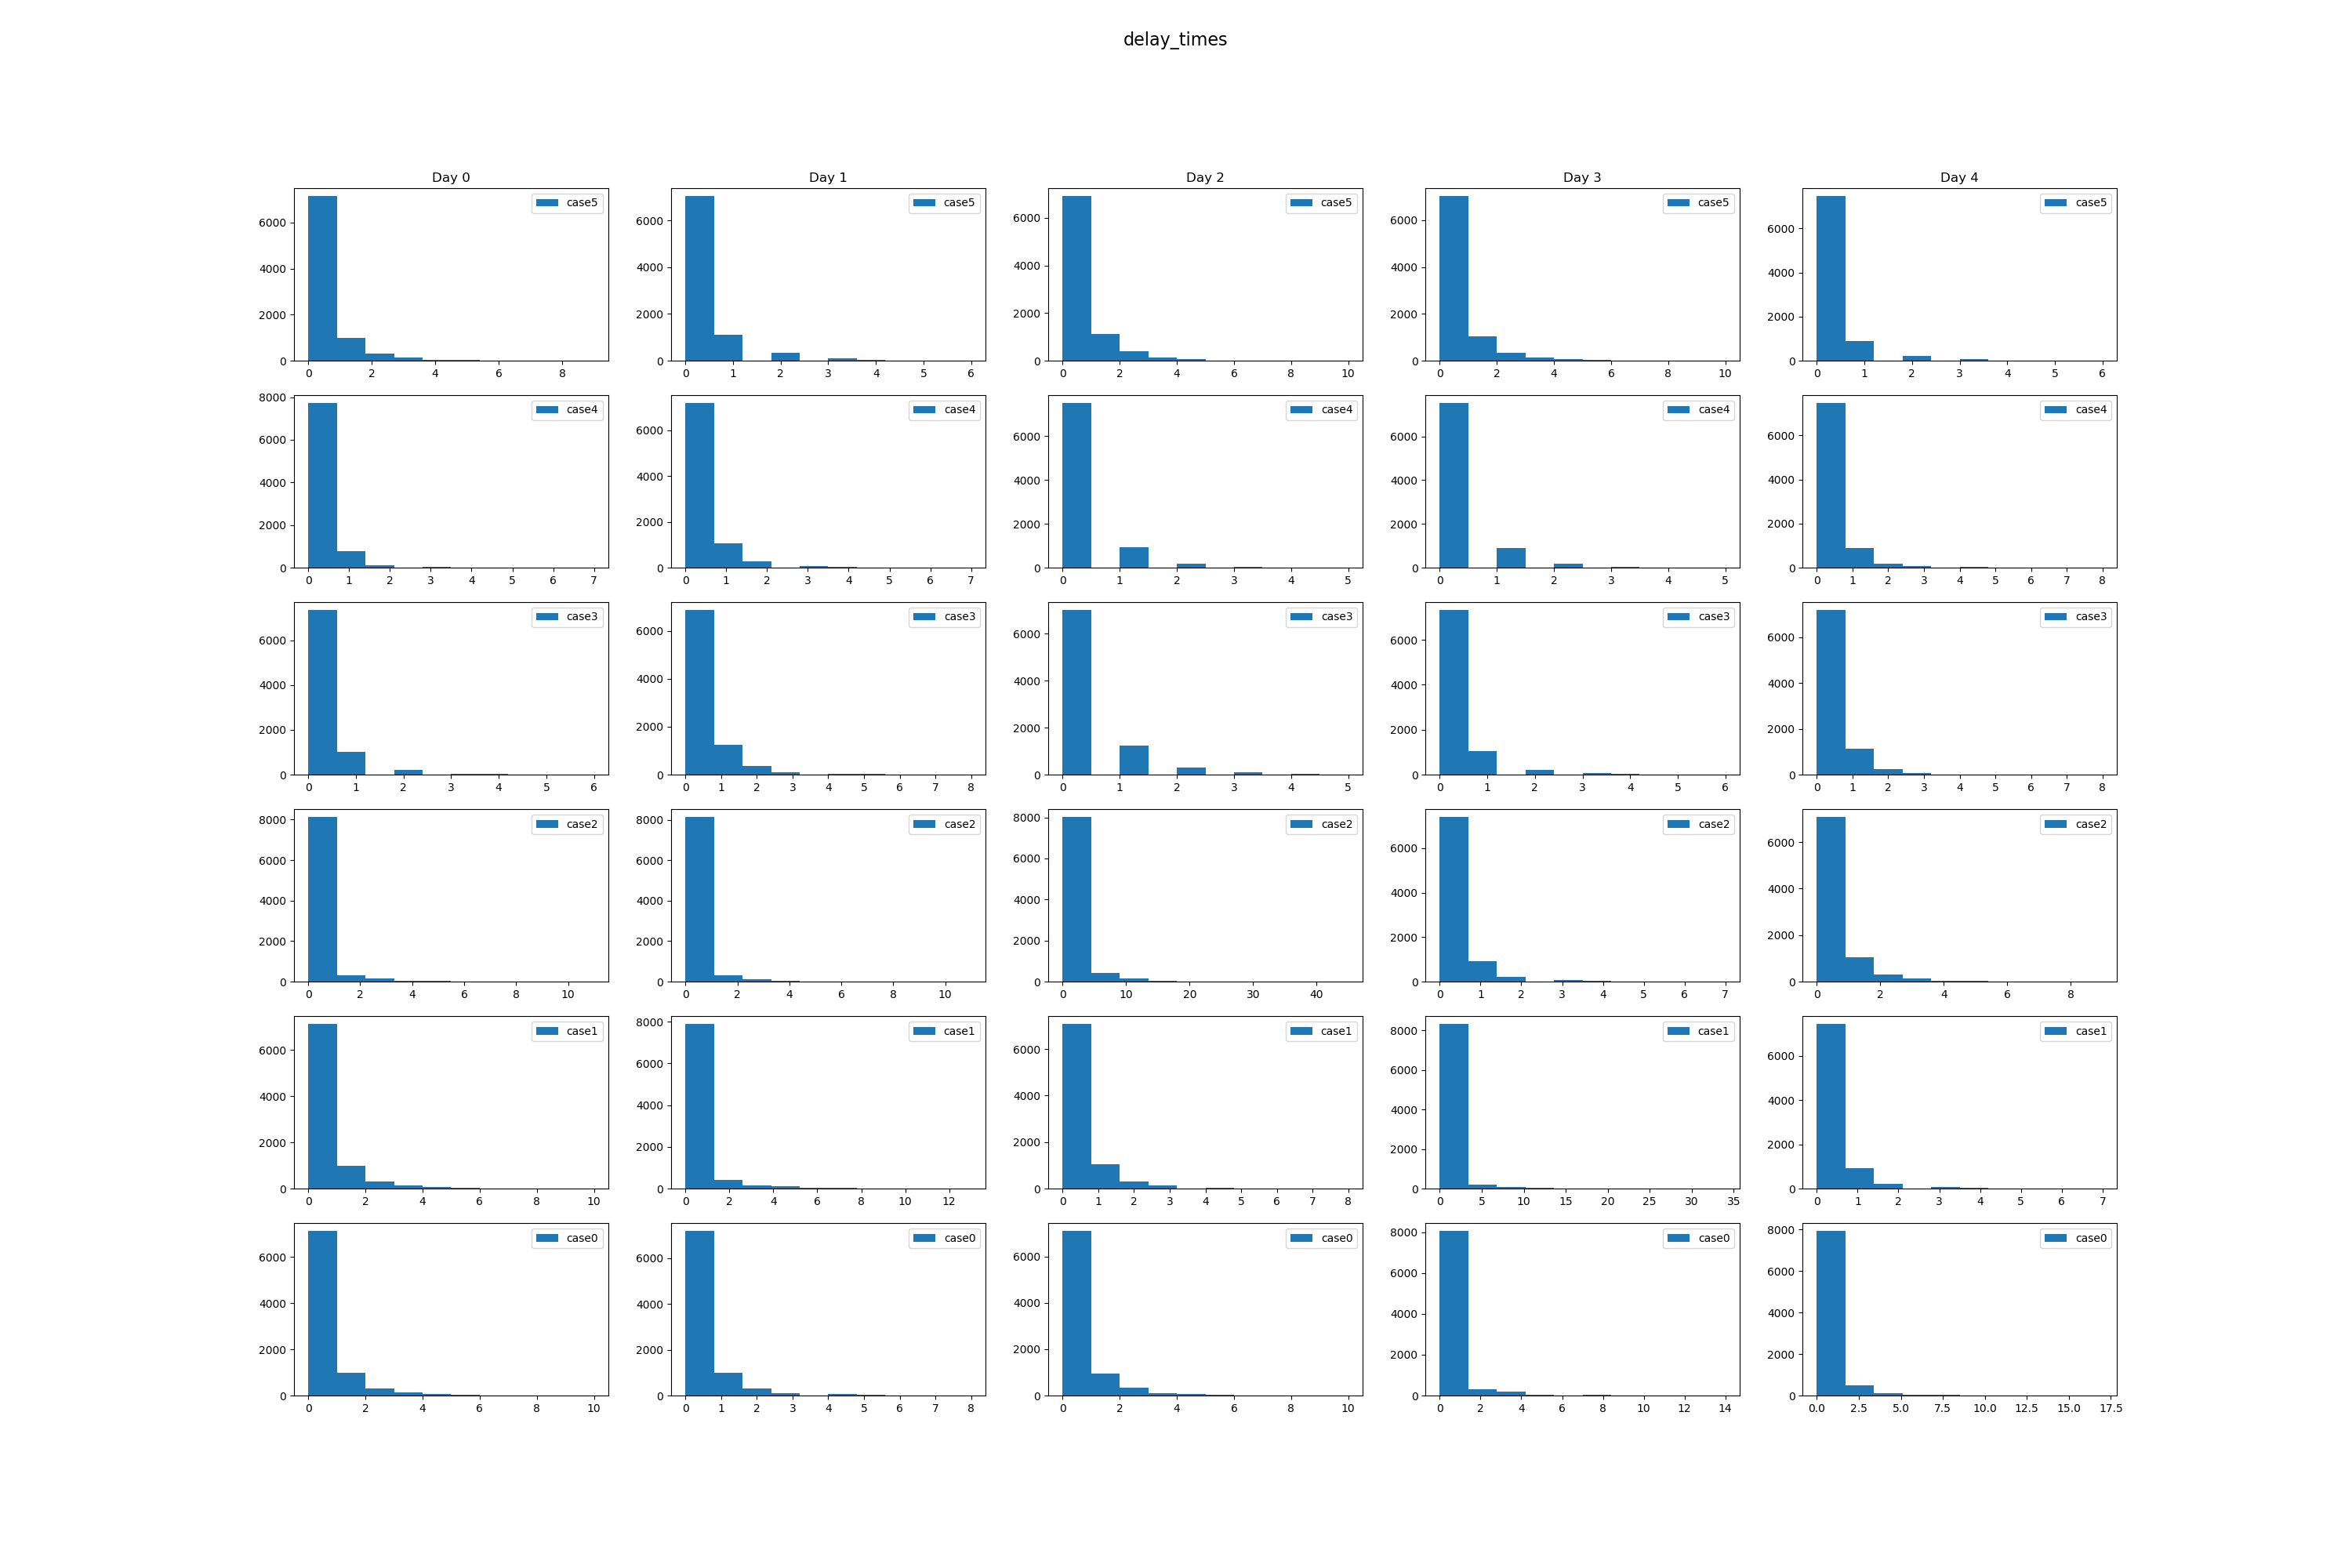 delay_times
Day 0 Day 1 Day 2 Day 3 Day 4
case5 case5 case5 case5 case5
6000 6000 6000 6000 6000
4000 4000 4000 4000 4000
2000 2000 2000 2000 2000
0 0 0 0 0
0 2 4 6 8 0 1 2 3 4 5 6 0 2 4 6 8 10 0 2 4 6 8 10 0 1 2 3 4 5 6
8000
case4 case4 case4 case4 case4
6000 6000 6000 6000 6000
4000 4000 4000 4000 4000
2000 2000 2000 2000 2000
0 0 0 0 0
0 1 2 3 4 5 6 7 0 1 2 3 4 5 6 7 0 1 2 3 4 5 0 1 2 3 4 5 0 1 2 3 4 5 6 7 8
case3 case3 case3 case3 case3
6000 6000 6000 6000 6000
4000 4000 4000 4000 4000
2000 2000 2000 2000 2000
0 0 0 0 0
0 1 2 3 4 5 6 0 1 2 3 4 5 6 7 8 0 1 2 3 4 5 0 1 2 3 4 5 6 0 1 2 3 4 5 6 7 8
case2 case2 case2 case2 case2
8000 8000 8000
6000 6000 6000 6000 6000
4000 4000 4000 4000 4000
2000 2000 2000 2000 2000
0 0 0 0 0
0 2 4 6 8 10 0 2 4 6 8 10 0 10 20 30 40 0 1 2 3 4 5 6 7 0 2 4 6 8
case1 case1 case1 case1 case1
8000 8000
6000 6000 6000 6000 6000
4000 4000 4000 4000 4000
2000 2000 2000 2000 2000
0 0 0 0 0
0 2 4 6 8 10 0 2 4 6 8 10 12 0 1 2 3 4 5 6 7 8 0 5 10 15 20 25 30 35 0 1 2 3 4 5 6 7
case0 case0 case0 case0 case0
8000 8000
6000 6000 6000 6000 6000
4000 4000 4000 4000 4000
2000 2000 2000 2000 2000
0 0 0 0 0
0 2 4 6 8 10 0 1 2 3 4 5 6 7 8 0 2 4 6 8 10 0 2 4 6 8 10 12 14 0.0 2.5 5.0 7.5 10.0 12.5 15.0 17.5